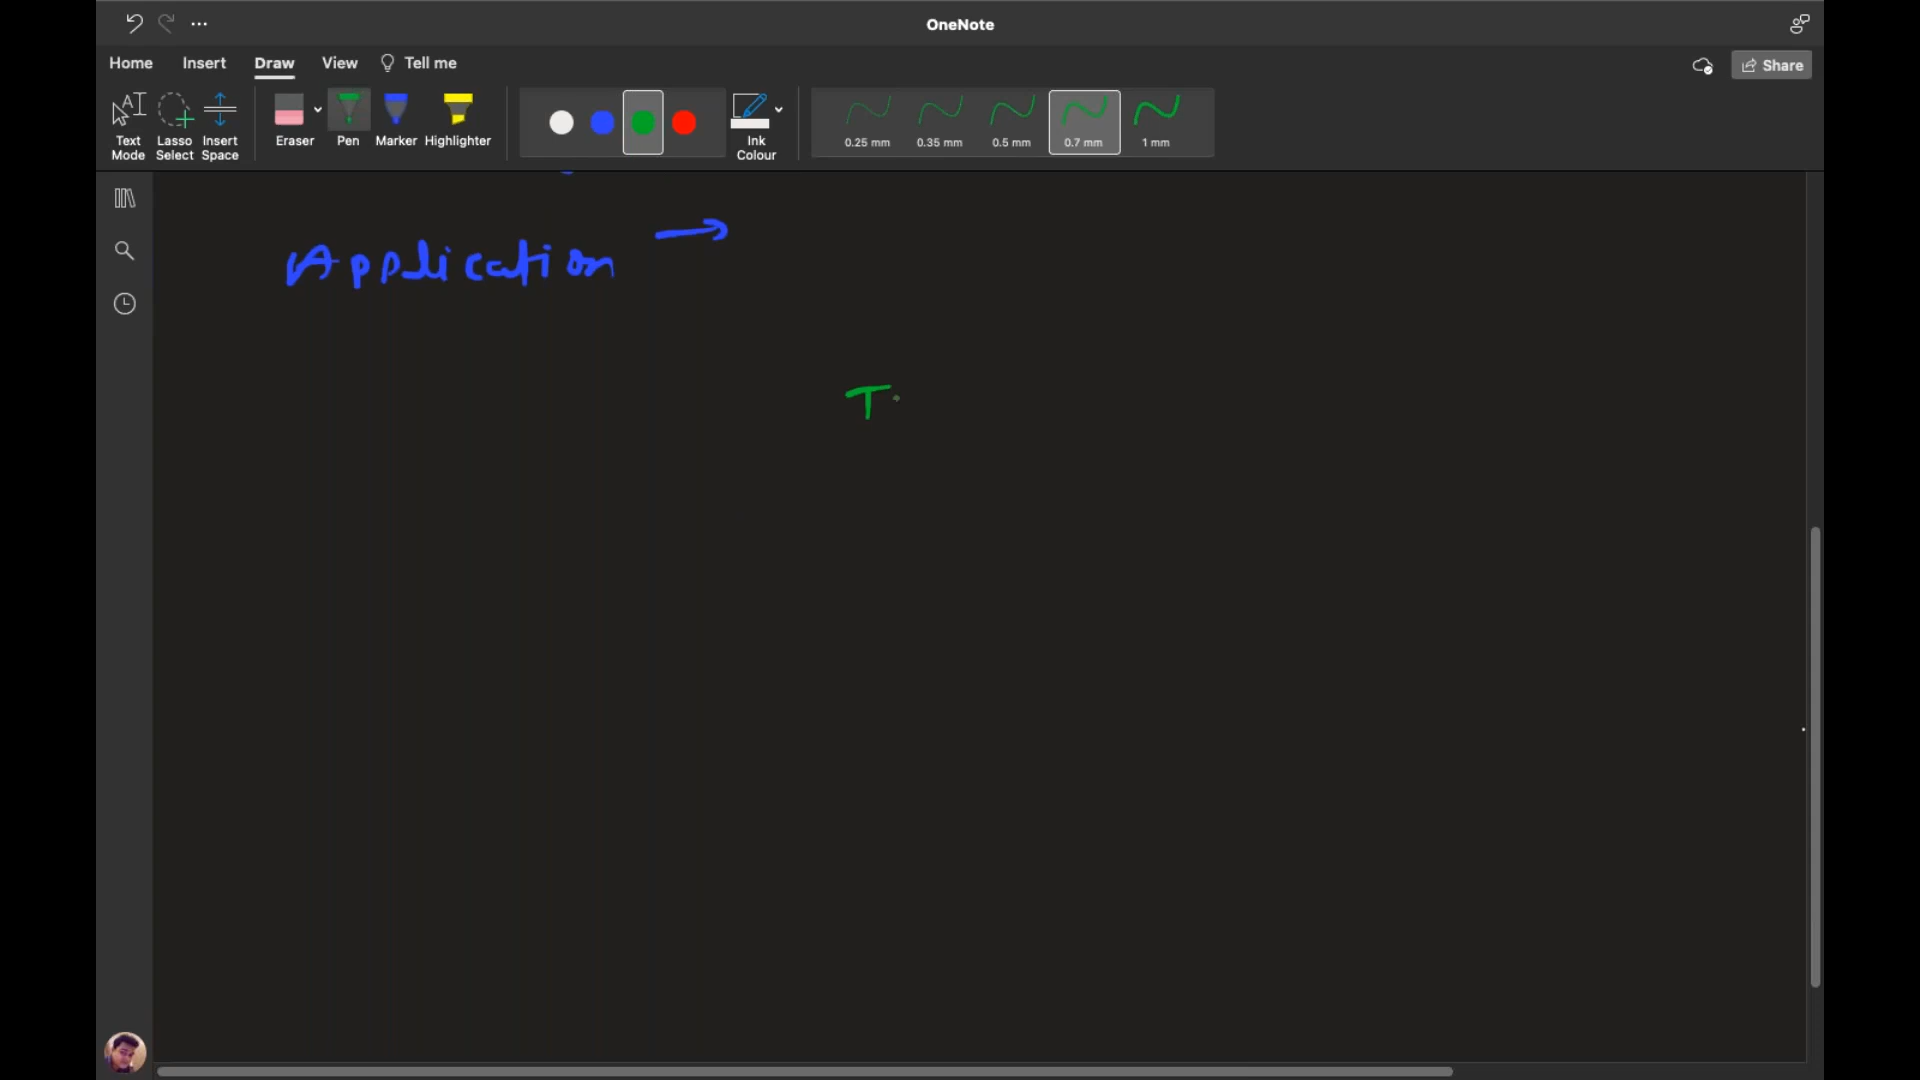 OneNote
Home Insert Draw View Tell me
Share
Text Mode
Lasso Select
Insert Space
Eraser
Pen
Marker
Highlighter
Ink Colour
0.25 mm
0.35 mm
0.5 mm
0.7 mm
1 mm
Application →
T